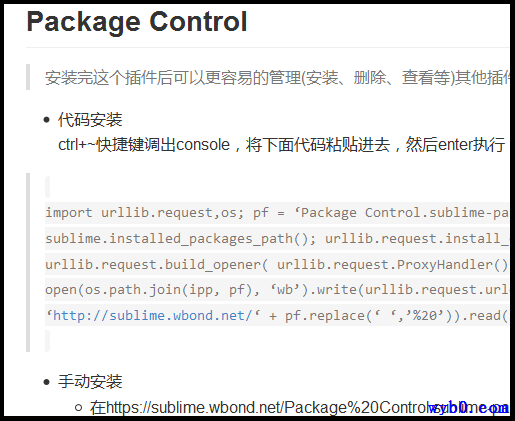 Package Control
安装完这个插件后可以更容易的管理(安装、删除、查看等)其他插件
代码安装
ctrl+~快捷键调出console，将下面代码粘贴进去，然后enter执行
import urllib.request,os; pf = ‘Package Control.sublime-pa
sublime.installed_packages_path(); urllib.request.install_
urllib.request.build_opener( urllib.request.ProxyHandler()
open(os.path.join(ipp, pf), ‘wb’).write(urllib.request.url
‘http://sublime.wbond.net/‘ + pf.replace(‘ ‘,’%20’)).read(
手动安装
在https://sublime.wbond.net/Package%20Control.sublime-pa
wyb0.com